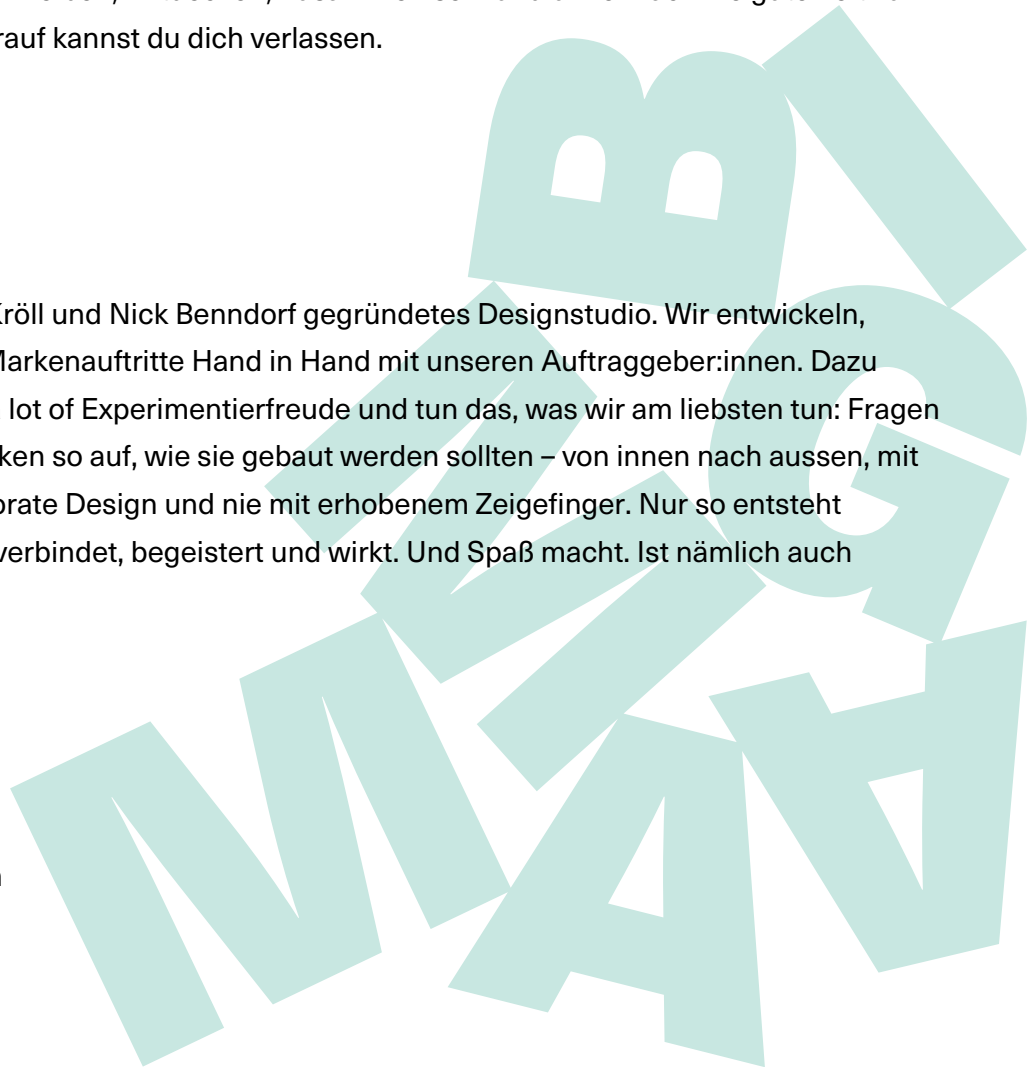 rauf kannst du dich verlassen.
röll und Nick Benndorf gegründetes Designstudio. Wir entwickeln,
Markenauftritte Hand in Hand mit unseren Auftraggeber:innen. Dazu
lot of Experimentierfreude und tun das, was wir am liebsten tun: Fragen
ken so auf, wie sie gebaut werden sollten – von innen nach aussen, mit
orate Design und nie mit erhobenem Zeigefinger. Nur so entsteht
verbindet, begeistert und wirkt. Und Spaß macht. Ist nämlich auch
BIG
MAMA